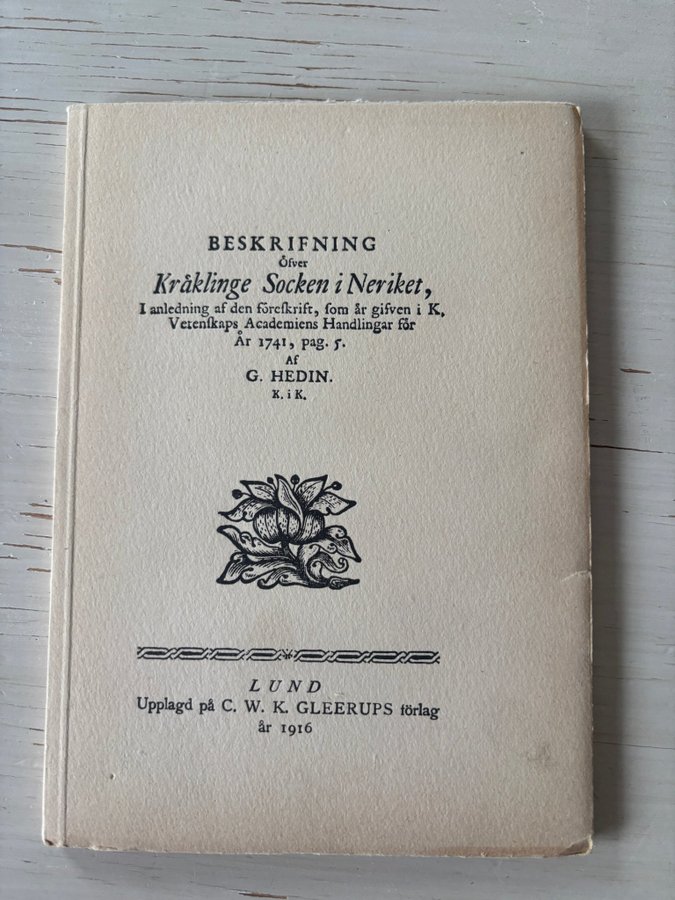 BESKRIFNING
Öfver
Kråklinge Socken i Neriket,
I anledning af den föreſkrift, ſom är gifven i K.
Vetenſkaps Academiens Handlingar för
År 1741, pag. 5.
Af
G. HEDIN.
K. i K.
LUND
Upplagd på C. W. K. GLEERUPS förlag
år 1916